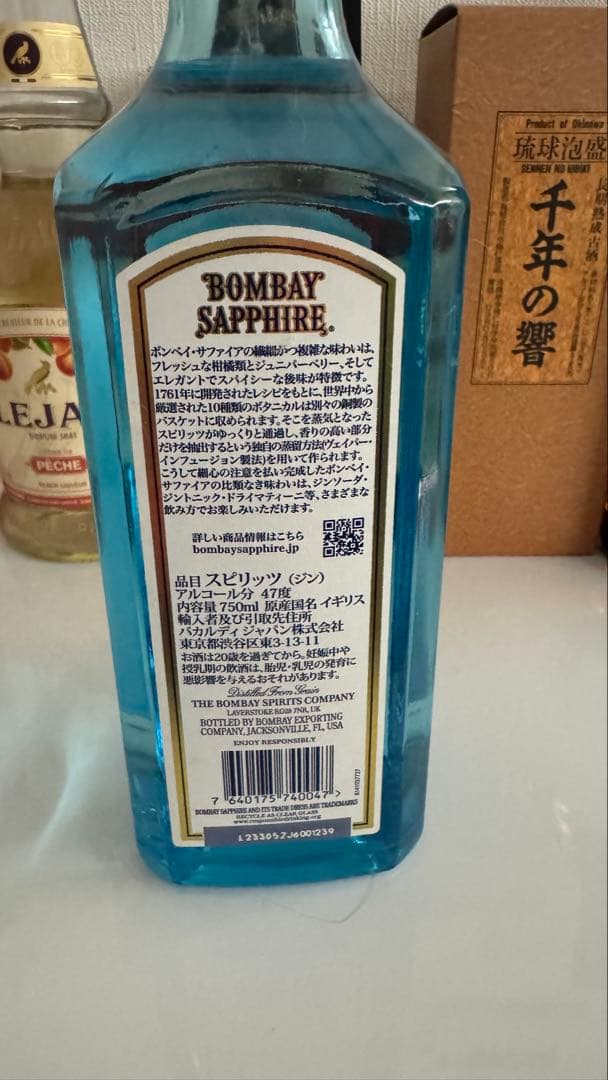 BOMBAY
SAPPHIRE®
ボンベイ・サファイアの繊細かつ複雑な味わいは、
フレッシュな柑橘類とジュニパーベリー、そして
エレガントでスパイシーな後味が特徴です。
1761年に開発されたレシピをもとに、世界中から
厳選された10種類のボタニカルは別々の銅製の
バスケットに収められます。そこを蒸気となった
スピリッツがゆっくりと通過し、香りの高い部分
だけを抽出するという独自の蒸留方法(ヴェイパー・
インフュージョン製法)を用いて作られます。
こうして細心の注意を払い完成したボンベイ・
サファイアの比類なき味わいは、ジンソーダ・
ジントニック・ドライマティーニ等、さまざまな
飲み方でお楽しみいただけます。
詳しい商品情報はこちら
bombaysapphire.jp
品目 スピリッツ (ジン)
アルコール分 47度
内容量 750ml 原産国名 イギリス
輸入者及び引取先住所
バカルディ ジャパン株式会社
東京都渋谷区東3-13-11
お酒は20歳を過ぎてから。妊娠中や
授乳期の飲酒は、胎児・乳児の発育に
悪影響を与えるおそれがあります。
Distilled From Grain
THE BOMBAY SPIRITS COMPANY
LAVERSTOKE RG28 7NR, UK
BOTTLED BY BOMBAY EXPORTING
COMPANY, JACKSONVILLE, FL, USA
ENJOY RESPONSIBLY
7 640175 740047 >
BOMBAY SAPPHIRE AND ITS TRADE DRESS ARE TRADEMARKS
RECYCLE AS CLEAR GLASS
www.responsibledrinking.org
L23305ZJ6001239
LEJA
DEPUIS 1841
PÊCHE
Product of Okinawa
琉球泡盛
SENNEN NO HIBIKI
千年の響
長期熟成古酒